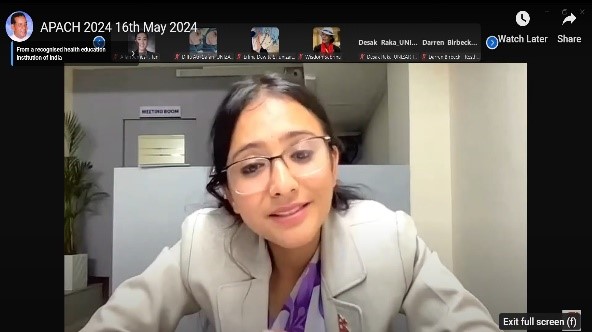 APACH 2024 16th May 2024
From a recognised health education
institution of India
Watch Later
Share
Desak Raka_UNI...
Darren Birbeck...
MEETING ROOM
Exit full screen (f)